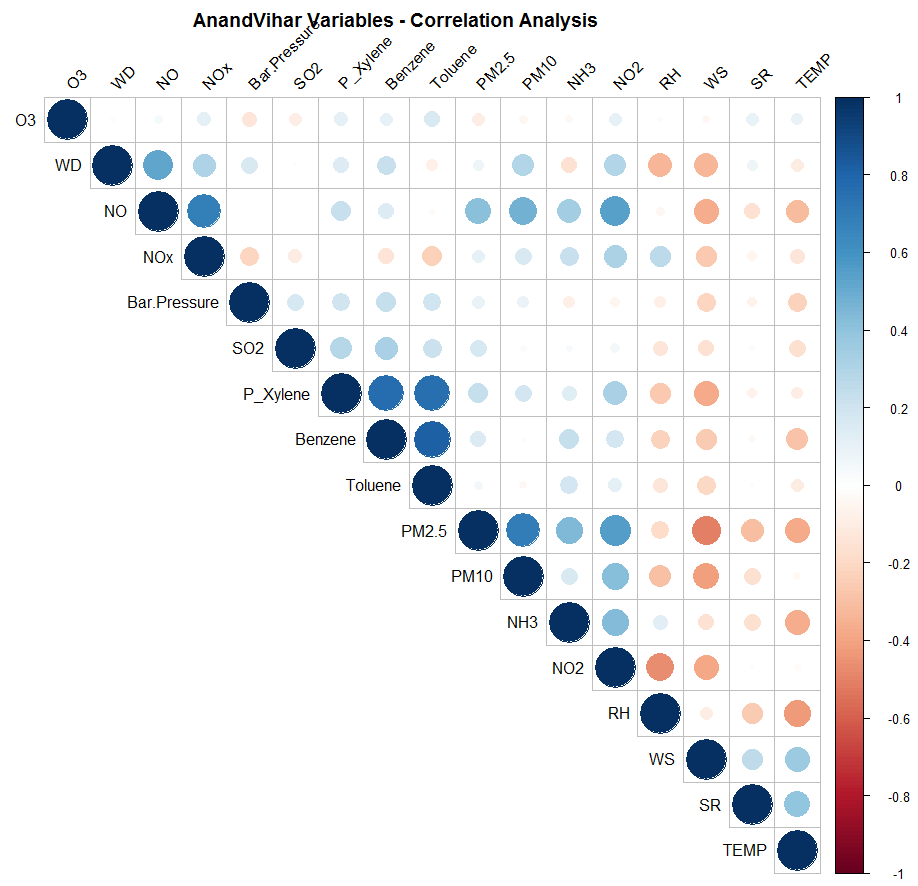 AnandVihar Variables - Correlation Analysis
O3 WD NO NOx Bar.Pressure SO2 P_Xylene Benzene Toluene PM2.5 PM10 NH3 NO2 RH WS SR TEMP
O3
WD
NO
NOx
Bar.Pressure
SO2
P_Xylene
Benzene
Toluene
PM2.5
PM10
NH3
NO2
RH
WS
SR
TEMP
1
0.8
0.6
0.4
0.2
0
-0.2
-0.4
-0.6
-0.8
-1